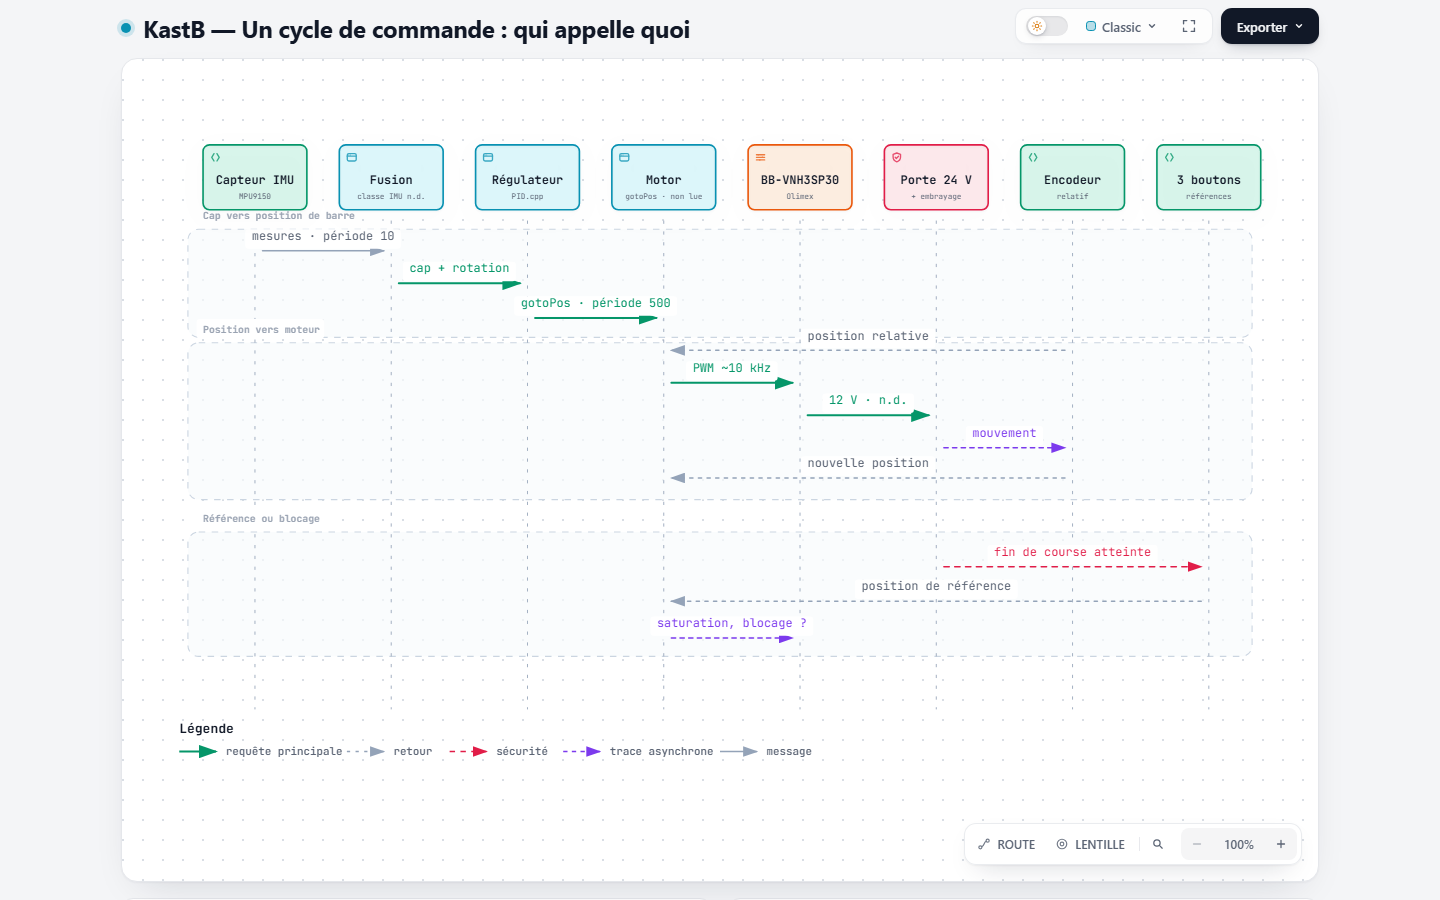 KastB — Un cycle de commande : qui appelle quoi
Classic
Exporter
Capteur IMU
MPU9150
Fusion
classe IMU n.d.
Régulateur
PID.cpp
Motor
gotoPos · non lue
BB-VNH3SP30
Olimex
Porte 24 V
+ embrayage
Encodeur
relatif
3 boutons
références
Cap vers position de barre
mesures · période 10
cap + rotation
gotoPos · période 500
Position vers moteur
position relative
PWM ~10 kHz
12 V · n.d.
mouvement
nouvelle position
Référence ou blocage
fin de course atteinte
position de référence
saturation, blocage ?
Légende
requête principale
retour
sécurité
trace asynchrone
message
ROUTE
LENTILLE
− 100% +